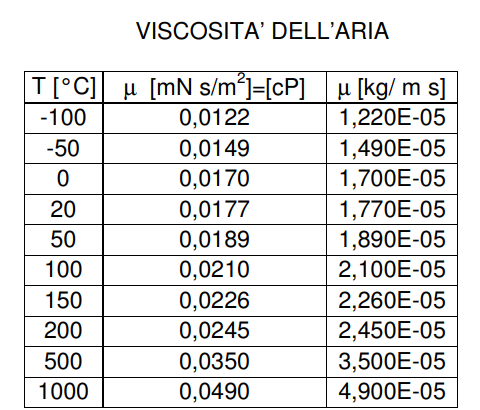 VISCOSITA' DELL'ARIA
T [°C] μ [mN s/m²]=[cP] μ [kg/ m s]
-100 0,0122 1,220E-05
-50 0,0149 1,490E-05
0 0,0170 1,700E-05
20 0,0177 1,770E-05
50 0,0189 1,890E-05
100 0,0210 2,100E-05
150 0,0226 2,260E-05
200 0,0245 2,450E-05
500 0,0350 3,500E-05
1000 0,0490 4,900E-05